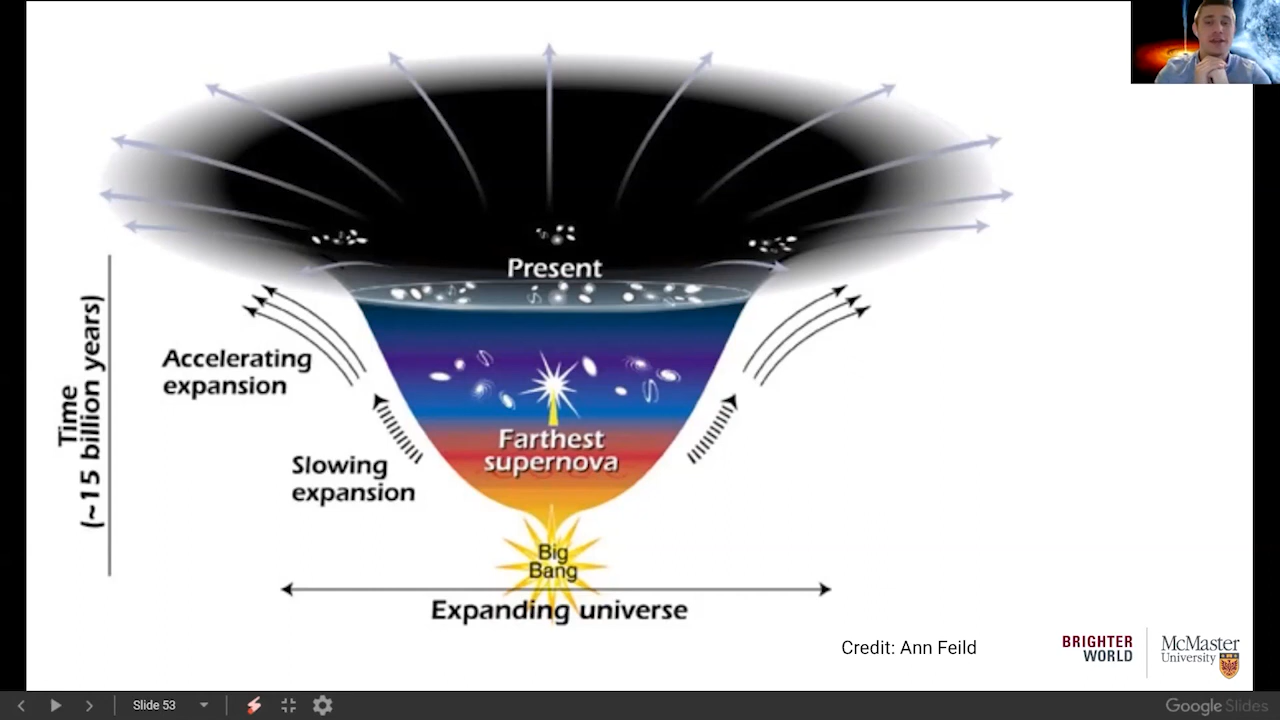 Present
Time
(~15 billion years)
Accelerating
expansion
Farthest
supernova
Slowing
expansion
Big
Bang
Expanding universe
Credit: Ann Feild
BRIGHTER
WORLD
McMaster
University
Slide 53
Google Slides